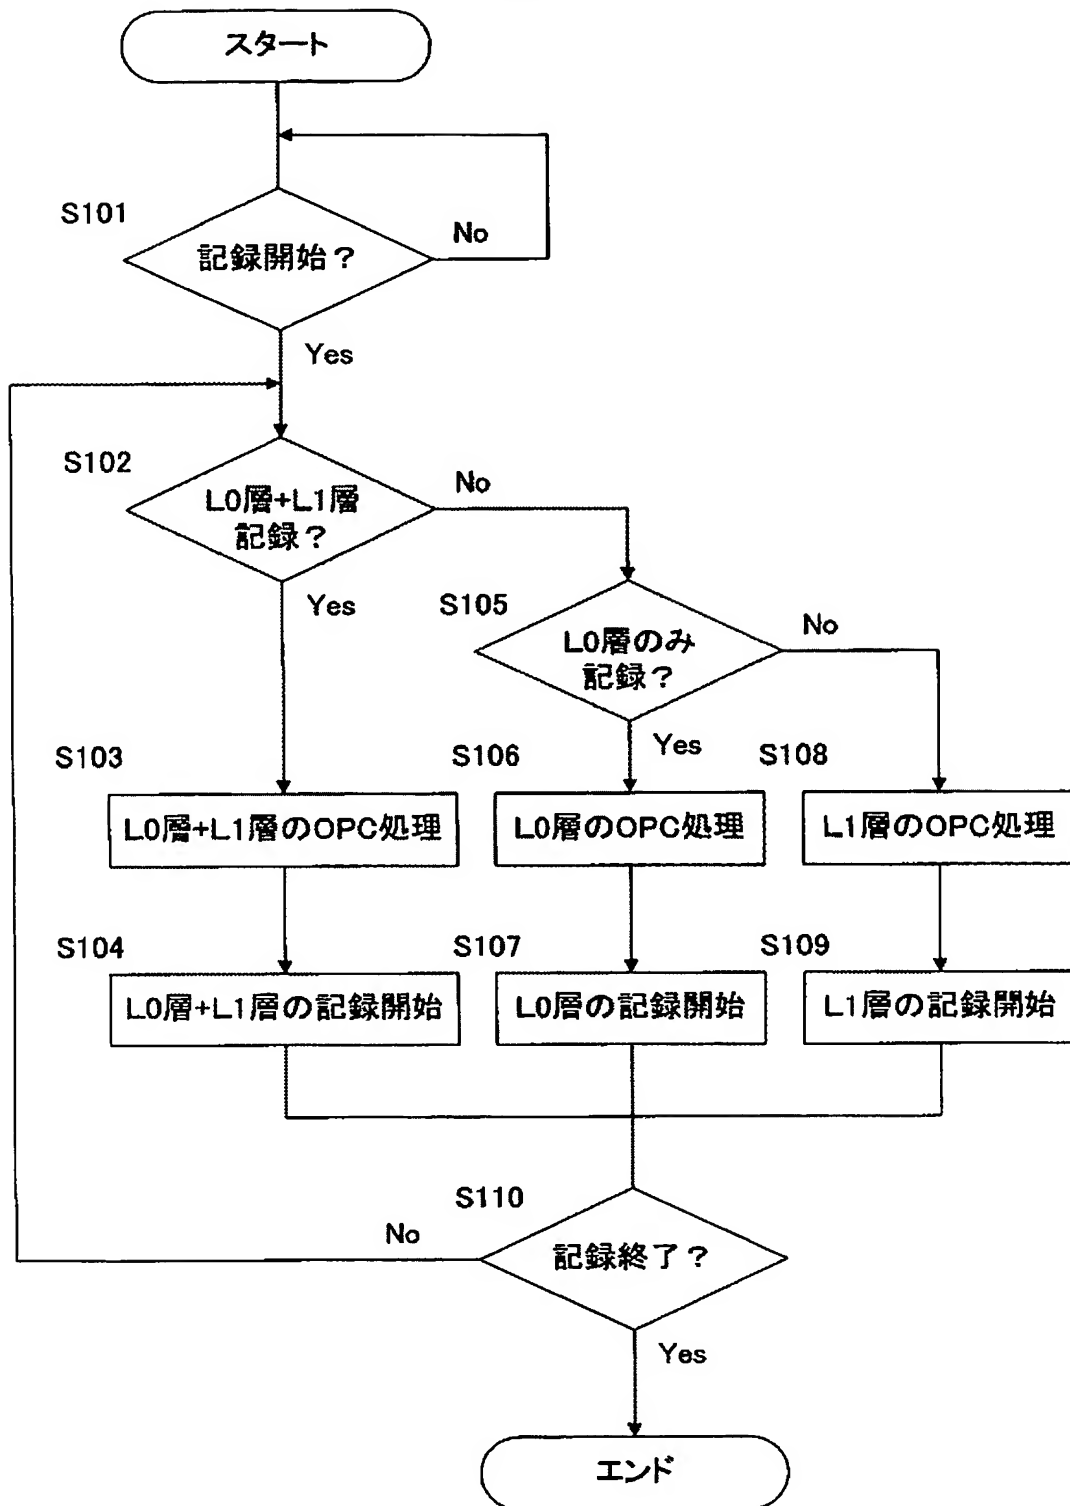 スタート
S101
記録開始？
No
Yes
S102
L0層+L1層
記録？
No
Yes
S105
L0層のみ
記録？
No
Yes
S103
L0層+L1層のOPC処理
S106
L0層のOPC処理
S108
L1層のOPC処理
S104
L0層+L1層の記録開始
S107
L0層の記録開始
S109
L1層の記録開始
S110
記録終了？
No
Yes
エンド